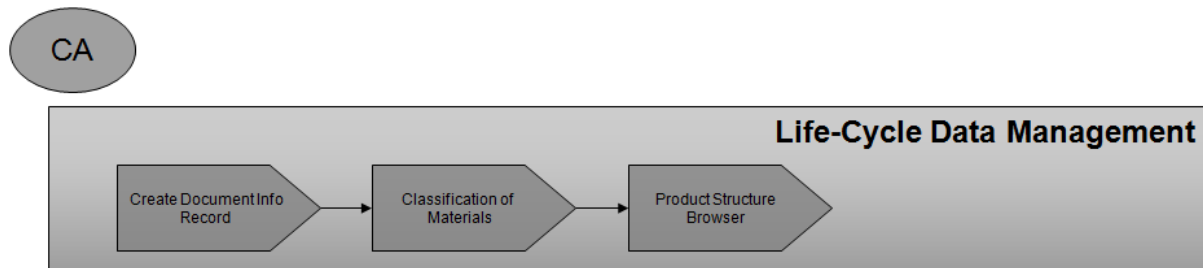 CA
Life-Cycle Data Management
Create Document Info
Record
Classification of
Materials
Product Structure
Browser